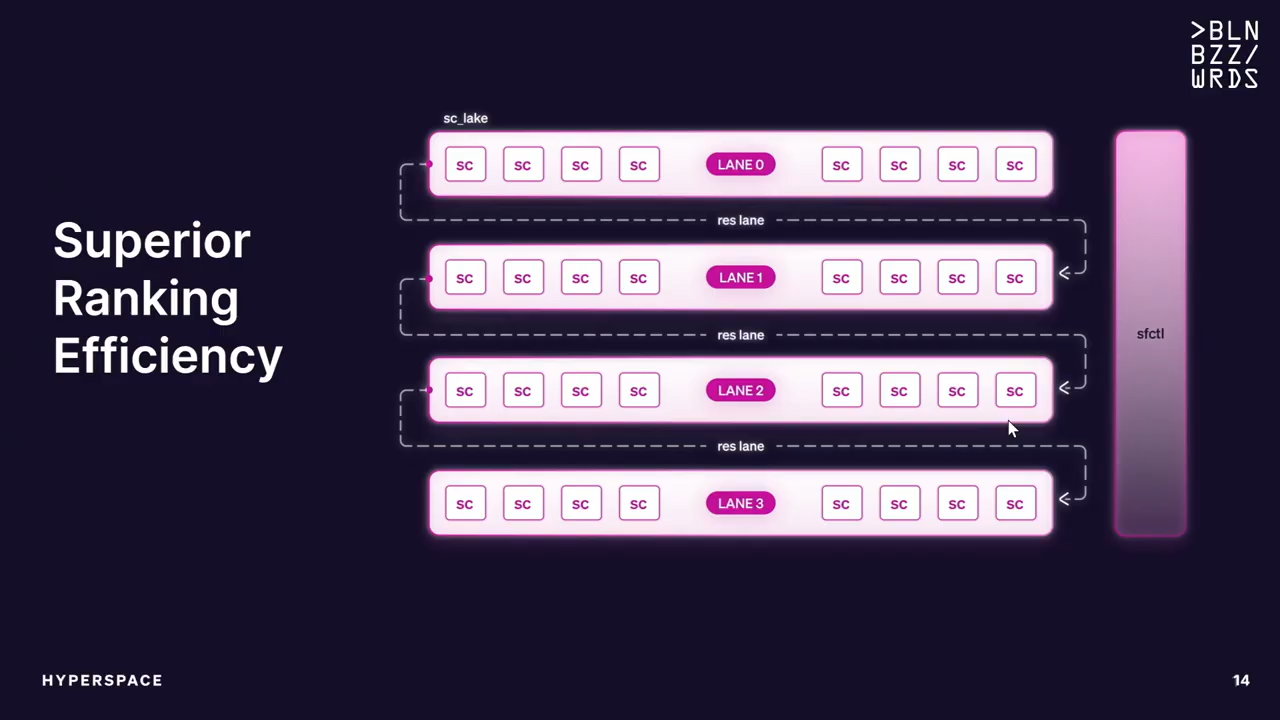 >BLN
BZZ/
WRDS
sc_lake
SC SC SC SC LANE 0 SC SC SC SC
res lane
SC SC SC SC LANE 1 SC SC SC SC
res lane
SC SC SC SC LANE 2 SC SC SC SC
res lane
SC SC SC SC LANE 3 SC SC SC SC
sfctl
Superior
Ranking
Efficiency
HYPERSPACE
14